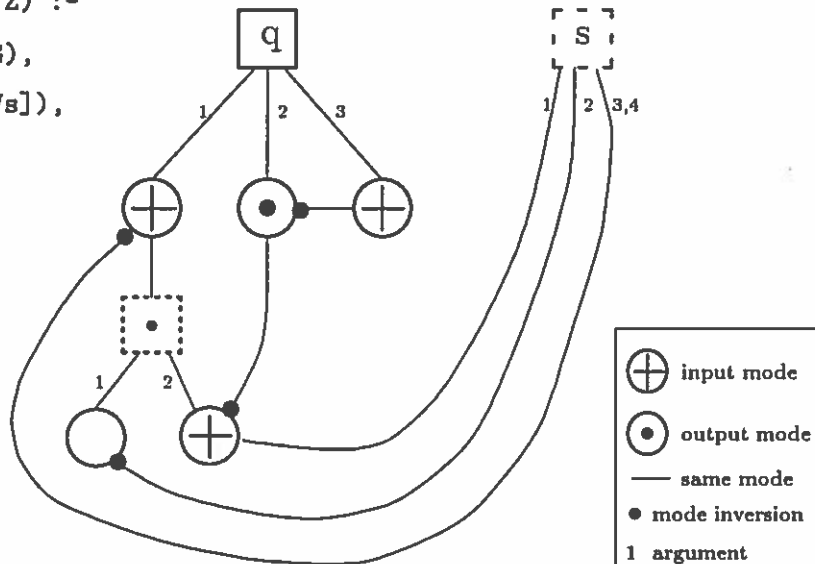 Z) :-
q
S
),
s]),
1
2
3
1
2
3,4
1
2
input mode
output mode
same mode
mode inversion
1 argument